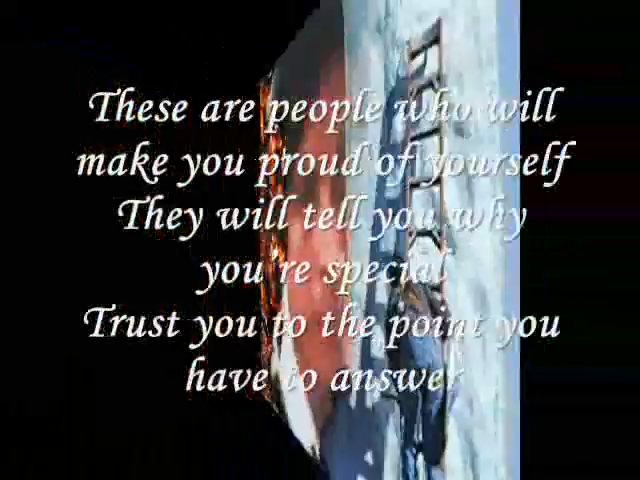 These are people who will
make you proud of yourself
They will tell you why
you're special
Trust you to the point you
have to answer